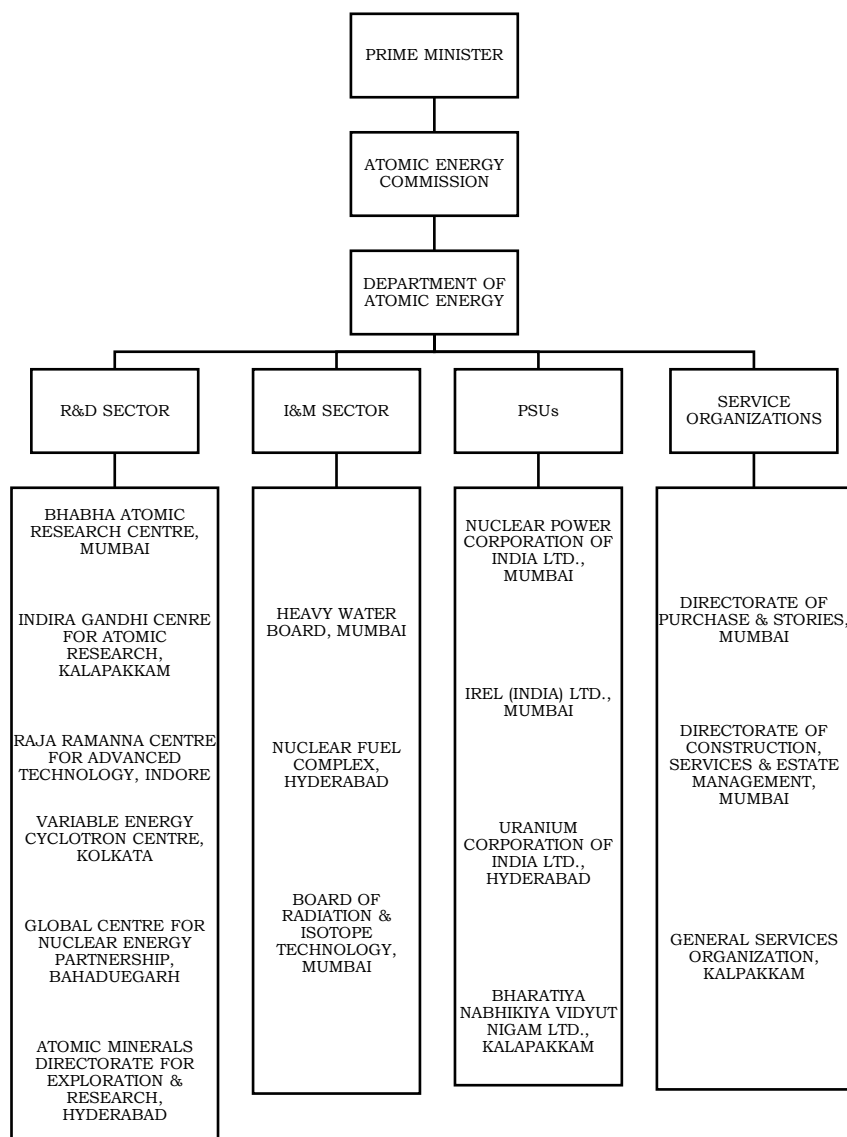 PRIME MINISTER
ATOMIC ENERGY
COMMISSION
DEPARTMENT OF
ATOMIC ENERGY
R&D SECTOR
I&M SECTOR
PSUs
SERVICE
ORGANIZATIONS
BHABHA ATOMIC
RESEARCH CENTRE,
MUMBAI
INDIRA GANDHI CENRE
FOR ATOMIC
RESEARCH,
KALAPAKKAM
RAJA RAMANNA CENTRE
FOR ADVANCED
TECHNOLOGY, INDORE
VARIABLE ENERGY
CYCLOTRON CENTRE,
KOLKATA
GLOBAL CENTRE FOR
NUCLEAR ENERGY
PARTNERSHIP,
BAHADUEGARH
ATOMIC MINERALS
DIRECTORATE FOR
EXPLORATION &
RESEARCH,
HYDERABAD
HEAVY WATER
BOARD, MUMBAI
NUCLEAR FUEL
COMPLEX,
HYDERABAD
BOARD OF
RADIATION &
ISOTOPE
TECHNOLOGY,
MUMBAI
NUCLEAR POWER
CORPORATION OF
INDIA LTD.,
MUMBAI
IREL (INDIA) LTD.,
MUMBAI
URANIUM
CORPORATION OF
INDIA LTD.,
HYDERABAD
BHARATIYA
NABHIKIYA VIDYUT
NIGAM LTD.,
KALAPAKKAM
DIRECTORATE OF
PURCHASE & STORIES,
MUMBAI
DIRECTORATE OF
CONSTRUCTION,
SERVICES & ESTATE
MANAGEMENT,
MUMBAI
GENERAL SERVICES
ORGANIZATION,
KALPAKKAM